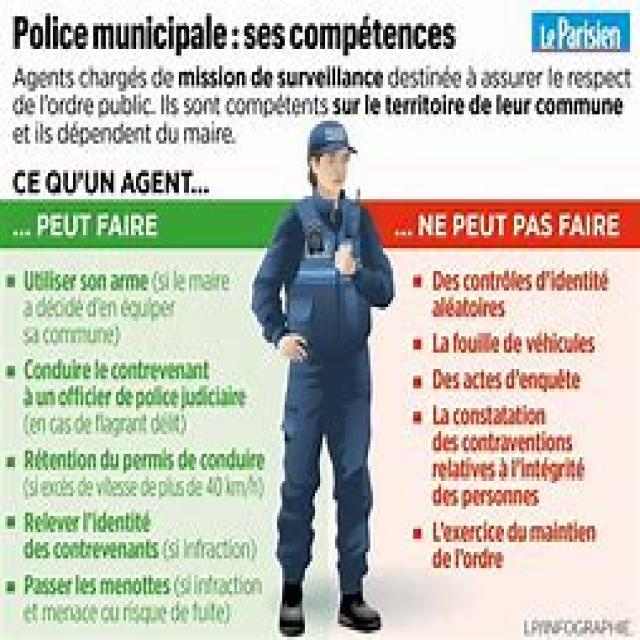 Police municipale : ses compétences
Le Parisien
Agents chargés de mission de surveillance destinée à assurer le respect
de l'ordre public. Ils sont compétents sur le territoire de leur commune
et ils dépendent du maire.
CE QU'UN AGENT...
... PEUT FAIRE
▪ Utiliser son arme (si le maire
a décidé d'en équiper
sa commune)
▪ Conduire le contrevenant
à un officier de police judiciaire
(en cas de flagrant délit)
▪ Rétention du permis de conduire
(si excès de vitesse de plus de 40 km/h)
▪ Relever l'identité
des contrevenants (si infraction)
▪ Passer les menottes (si infraction
et menace ou risque de fuite)
... NE PEUT PAS FAIRE
▪ Des contrôles d'identité
aléatoires
▪ La fouille de véhicules
▪ Des actes d'enquête
▪ La constatation
des contraventions
relatives à l'intégrité
des personnes
▪ L'exercice du maintien
de l'ordre
LP/INFOGRAPHIE